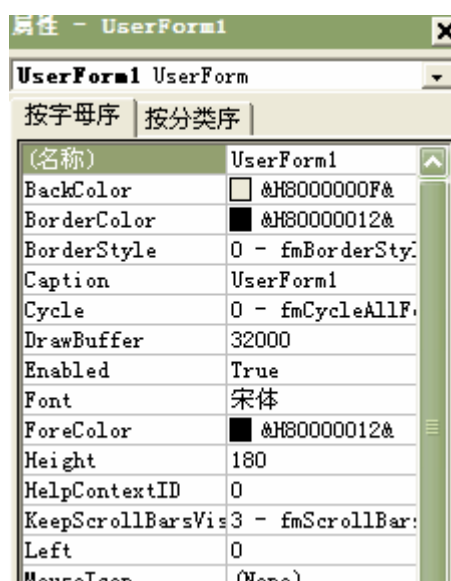 属性 - UserForm1
UserForm1 UserForm
按字母序 按分类序
(名称) UserForm1
BackColor &H8000000F&
BorderColor &H80000012&
BorderStyle 0 - fmBorderStyl
Caption UserForm1
Cycle 0 - fmCycleAllF
DrawBuffer 32000
Enabled True
Font 宋体
ForeColor &H80000012&
Height 180
HelpContextID 0
KeepScrollBarsVis 3 - fmScrollBar
Left 0
MouseIcon (None)